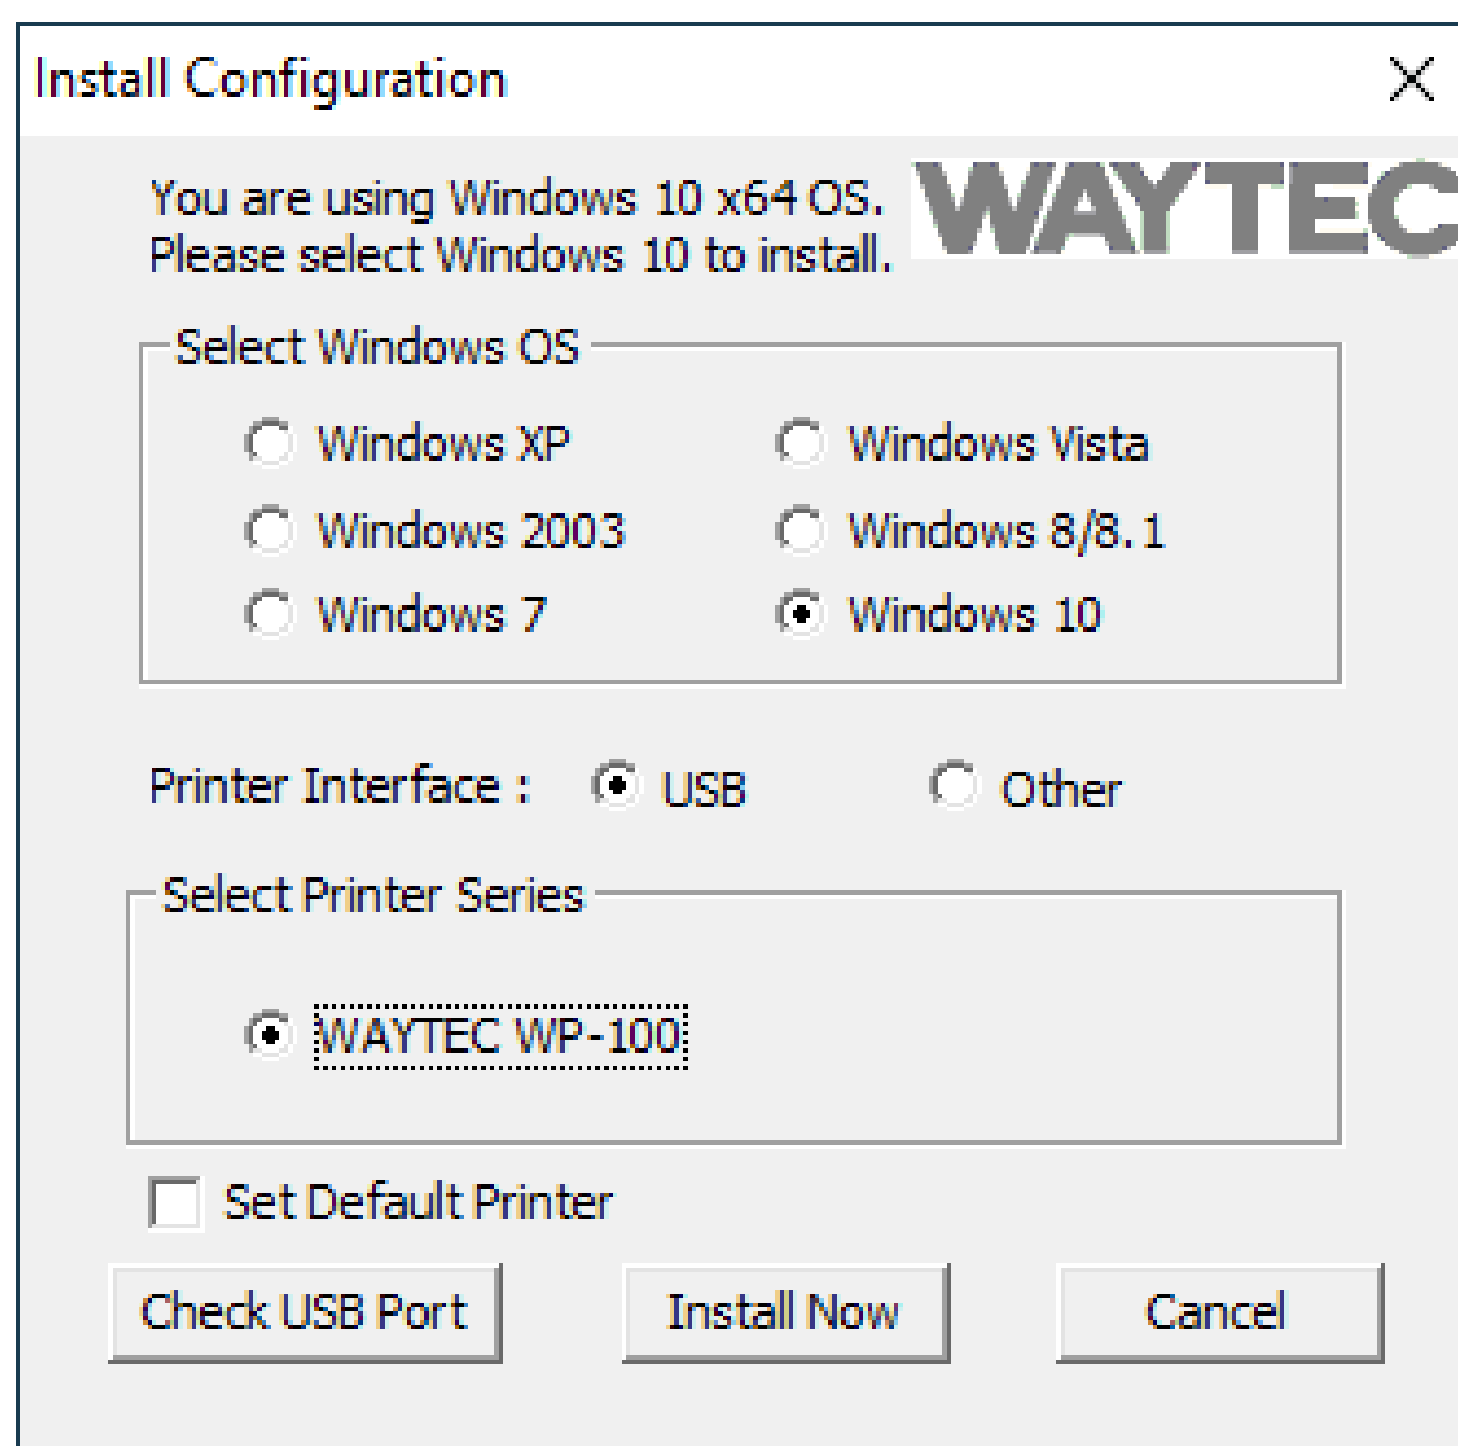 Install Configuration
You are using Windows 10 x64 OS.
Please select Windows 10 to install.
WAYTEC
Select Windows OS
Windows XP
Windows Vista
Windows 2003
Windows 8/8.1
Windows 7
Windows 10
Printer Interface :
USB
Other
Select Printer Series
WAYTEC WP-100
Set Default Printer
Check USB Port
Install Now
Cancel